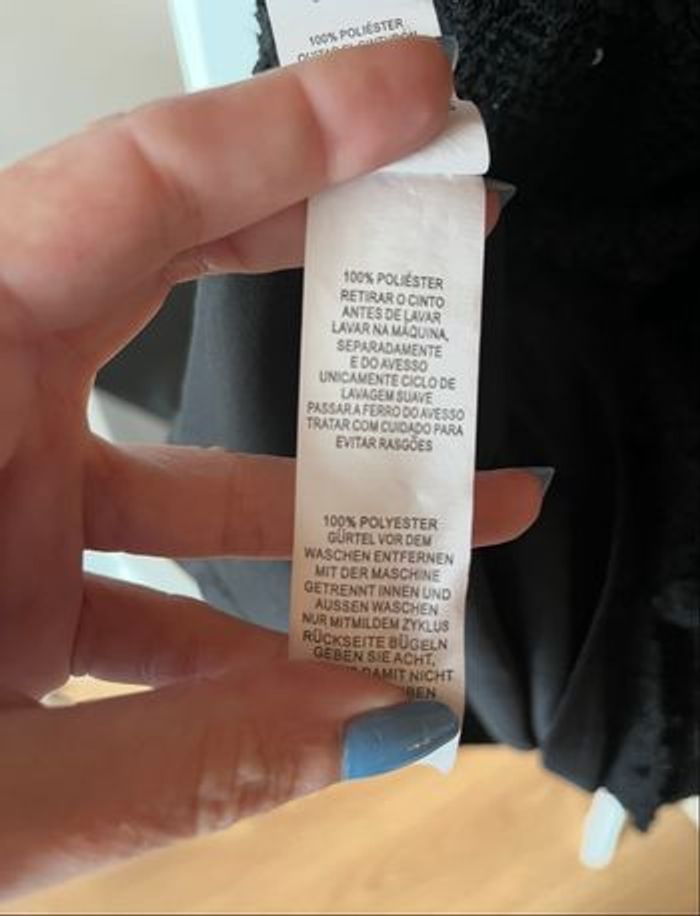 100% POLIÉSTER
100% POLIÉSTER
RETIRAR O CINTO
ANTES DE LAVAR
LAVAR NA MÁQUINA,
SEPARADAMENTE
E DO AVESSO
UNICAMENTE CICLO DE
LAVAGEM SUAVE
PASSAR A FERRO DO AVESSO
TRATAR COM CUIDADO PARA
EVITAR RASGÕES
100% POLYESTER
GÜRTEL VOR DEM
WASCHEN ENTFERNEN
MIT DER MASCHINE
GETRENNT INNEN UND
AUSSEN WASCHEN
NUR MITMILDEM ZYKLUS
RÜCKSEITE BÜGELN
GEBEN SIE ACHT,
DAMIT NICHT